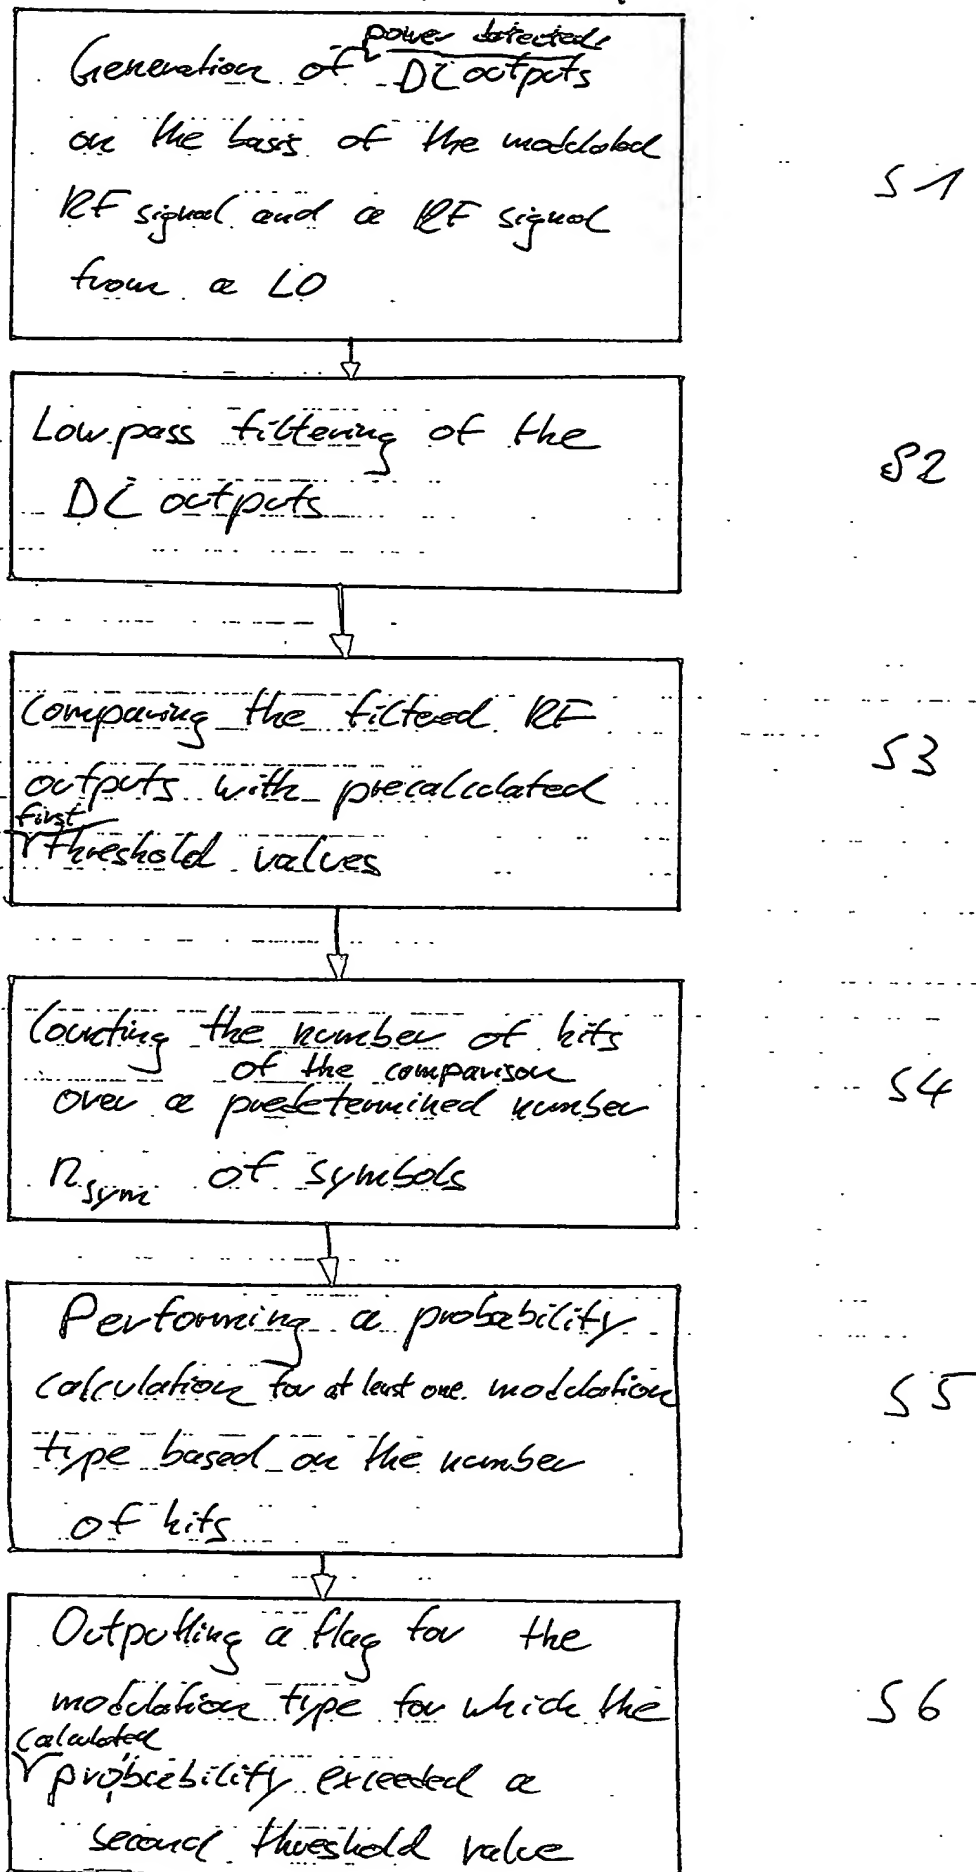 power detected
Generation of DC outputs
on the basis of the modulated
RF signal and a RF signal
from a LO
S1
Low pass filtering of the
DC outputs
S2
Comparing the filtered RF
outputs with precalculated
first
threshold values
S3
Counting the number of hits
of the comparison
over a predetermined number
nsym of symbols
S4
Performing a probability
calculation for at least one modulation
type based on the number
of hits
S5
Outputting a flag for the
modulation type for which the
calculated
probability exceeded a
second threshold value
S6